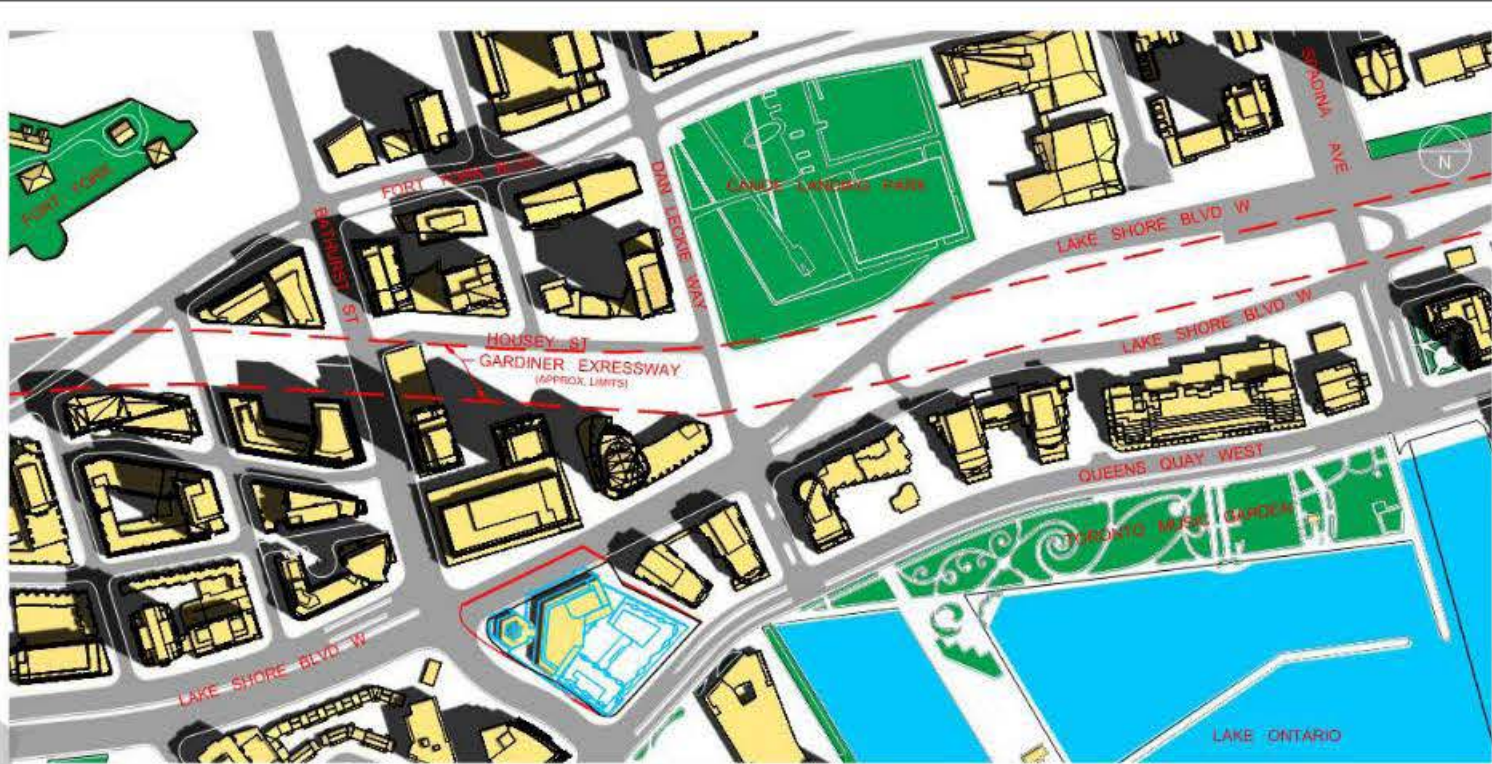 SPADINA AVE
N
FORT YORK
FORT YORK BLVD
DAN LECKIE WAY
CANOE LANDING PARK
BATHURST ST
LAKE SHORE BLVD W
HOUSEY ST
GARDINER EXRESSWAY
(APPROX. LIMITS)
LAKE SHORE BLVD W
QUEENS QUAY WEST
TORONTO MUSIC GARDEN
LAKE SHORE BLVD W
LAKE ONTARIO